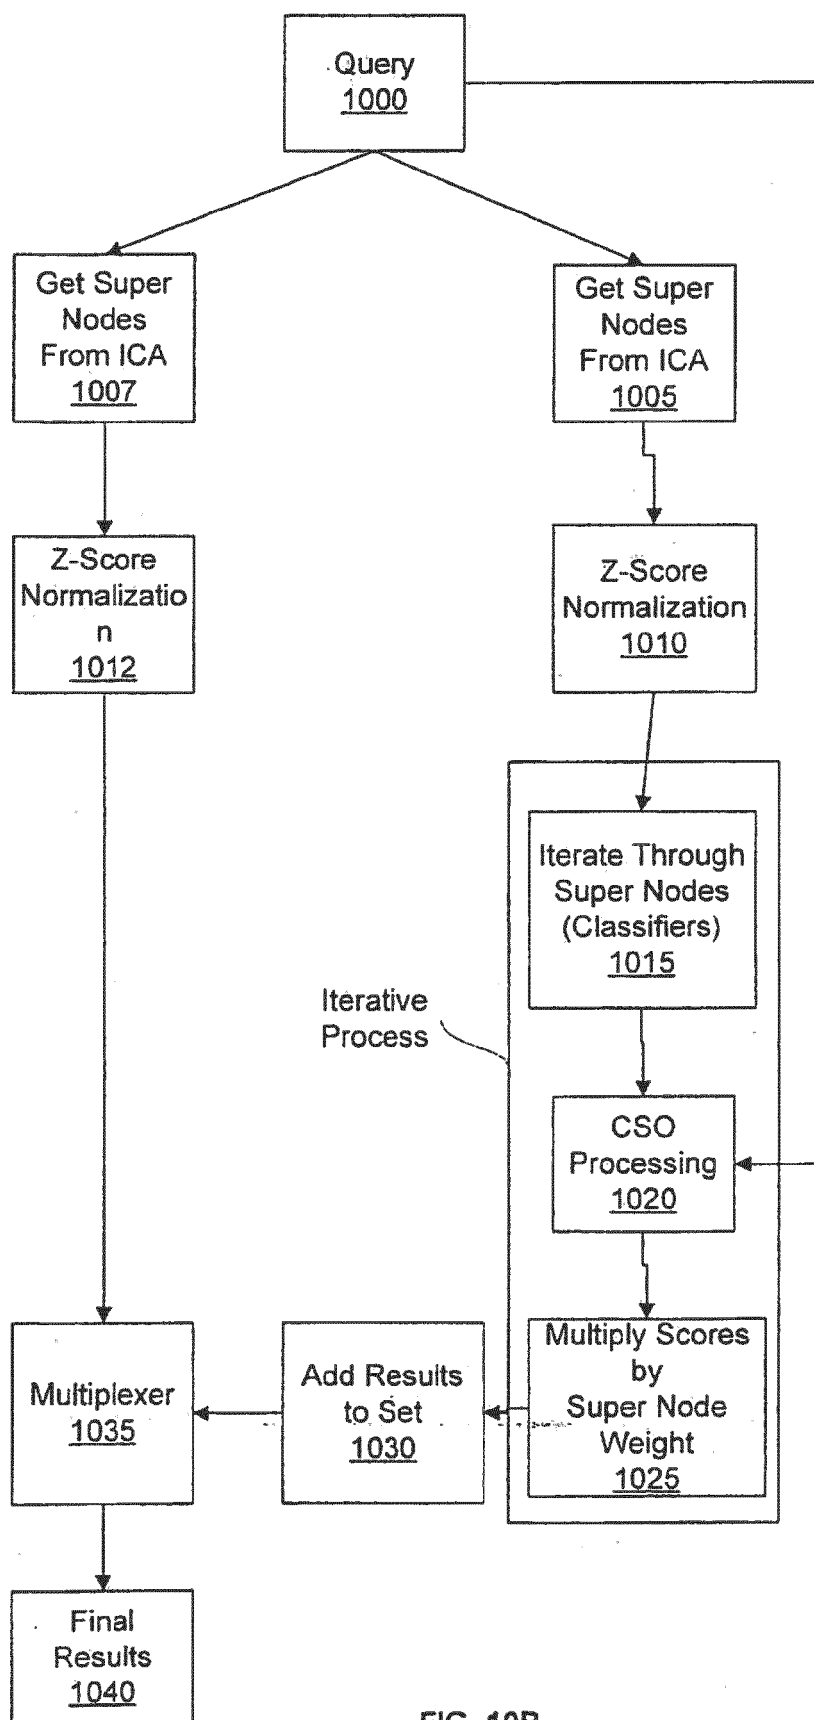 Query
1000
Get Super
Nodes
From ICA
1007
Get Super
Nodes
From ICA
1005
Z-Score
Normalizatio
n
1012
Z-Score
Normalization
1010
Iterate Through
Super Nodes
(Classifiers)
1015
Iterative
Process
CSO
Processing
1020
Multiply Scores
by
Super Node
Weight
1025
Add Results
to Set
1030
Multiplexer
1035
Final
Results
1040
FIG. 10B